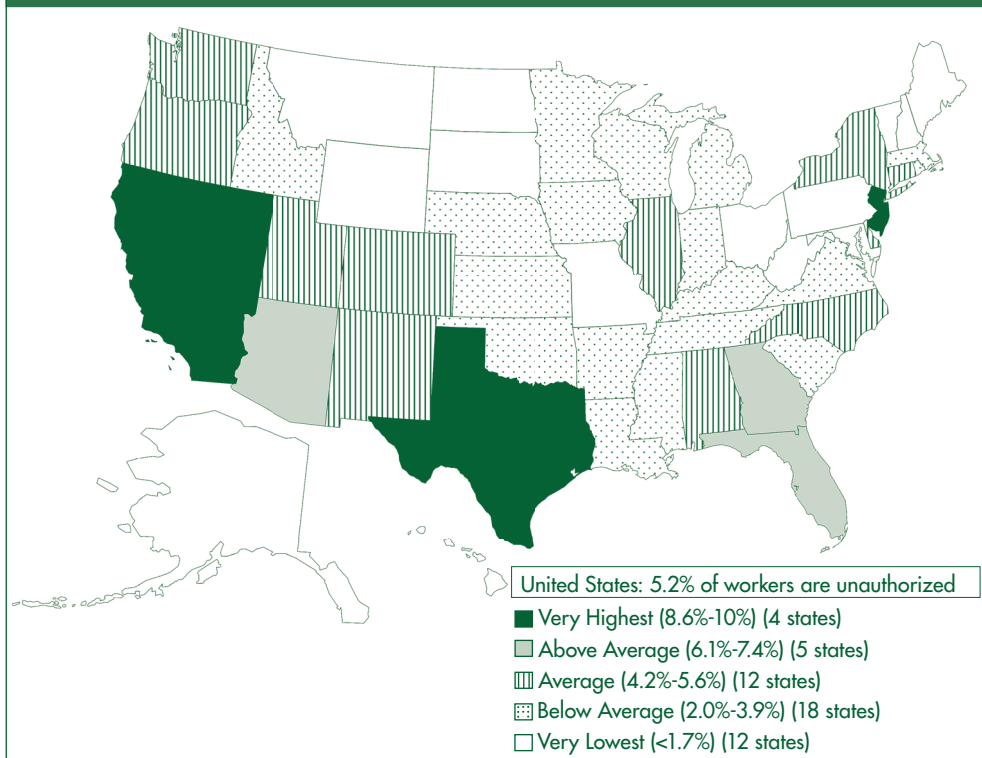 United States: 5.2% of workers are unauthorized
Very Highest (8.6%-10%) (4 states)
Above Average (6.1%-7.4%) (5 states)
Average (4.2%-5.6%) (12 states)
Below Average (2.0%-3.9%) (18 states)
Very Lowest (<1.7%) (12 states)